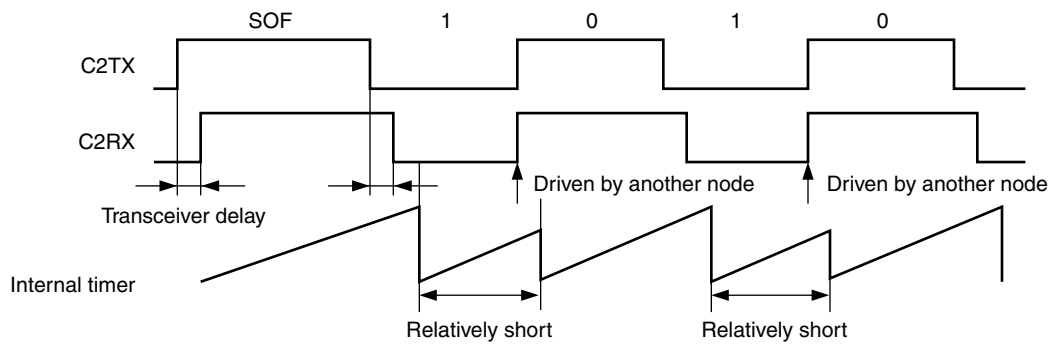 SOF 1 0 1 0
C2TX
C2RX
Driven by another node Driven by another node
Transceiver delay
Internal timer
Relatively short Relatively short